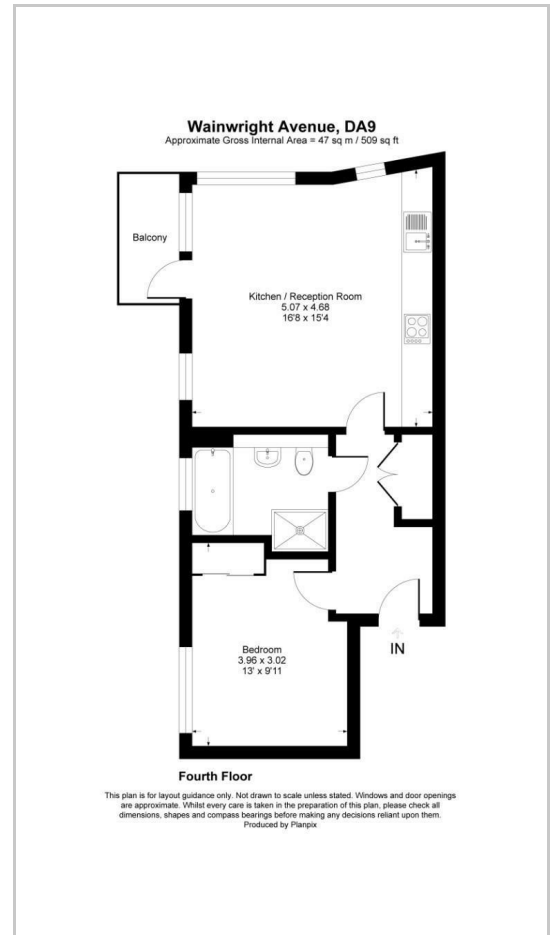 Wainwright Avenue, DA9
Approximate Gross Internal Area = 47 sq m / 509 sq ft
Balcony
Kitchen / Reception Room
5.07 x 4.68
16'8 x 15'4
Bedroom
3.96 x 3.02
13' x 9'11
IN
Fourth Floor
This plan is for layout guidance only. Not drawn to scale unless stated. Windows and door openings
are approximate. Whilst every care is taken in the preparation of this plan, please check all
dimensions, shapes and compass bearings before making any decisions reliant upon them.
Produced by Planpix